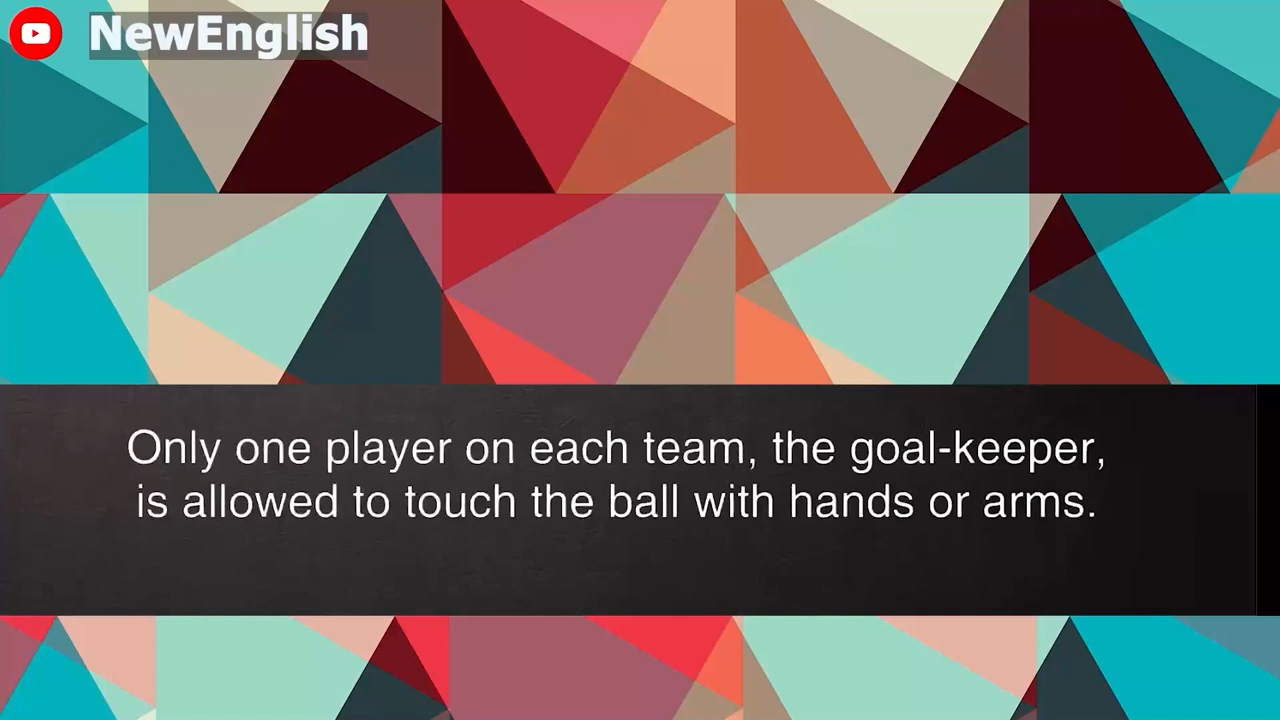 NewEnglish
Only one player on each team, the goal-keeper,
is allowed to touch the ball with hands or arms.